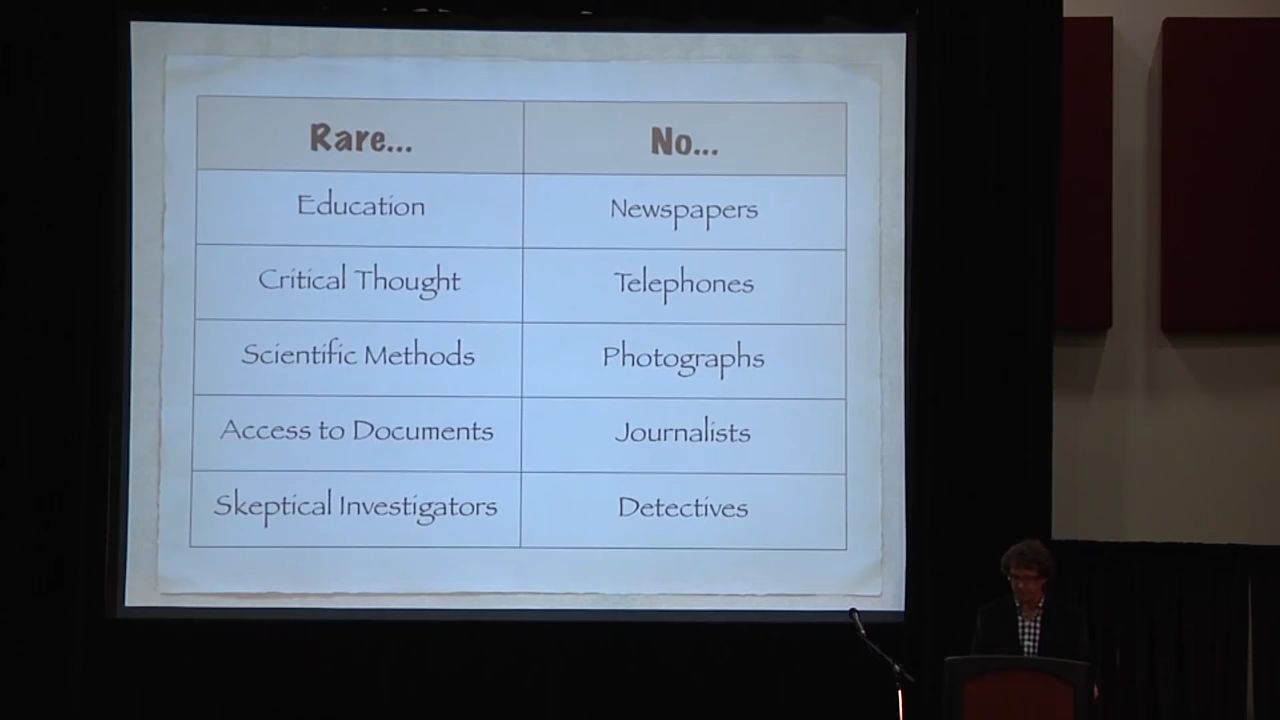 Rare... No...
Education Newspapers
Critical Thought Telephones
Scientific Methods Photographs
Access to Documents Journalists
Skeptical Investigators Detectives